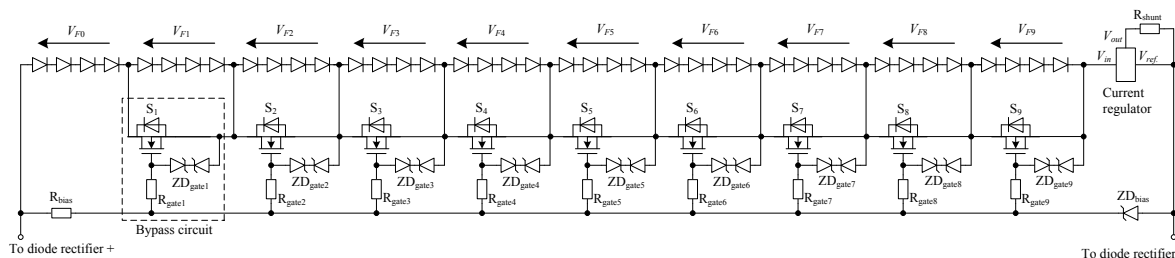 V_F0 V_F1 V_F2 V_F3 V_F4 V_F5 V_F6 V_F7 V_F8 V_F9 R_shunt
V_out
V_in V_ref.
Current
regulator
S_1 S_2 S_3 S_4 S_5 S_6 S_7 S_8 S_9
ZD_gate1 ZD_gate2 ZD_gate3 ZD_gate4 ZD_gate5 ZD_gate6 ZD_gate7 ZD_gate8 ZD_gate9
R_bias R_gate1 R_gate2 R_gate3 R_gate4 R_gate5 R_gate6 R_gate7 R_gate8 R_gate9 ZD_bias
Bypass circuit
To diode rectifier + To diode rectifier